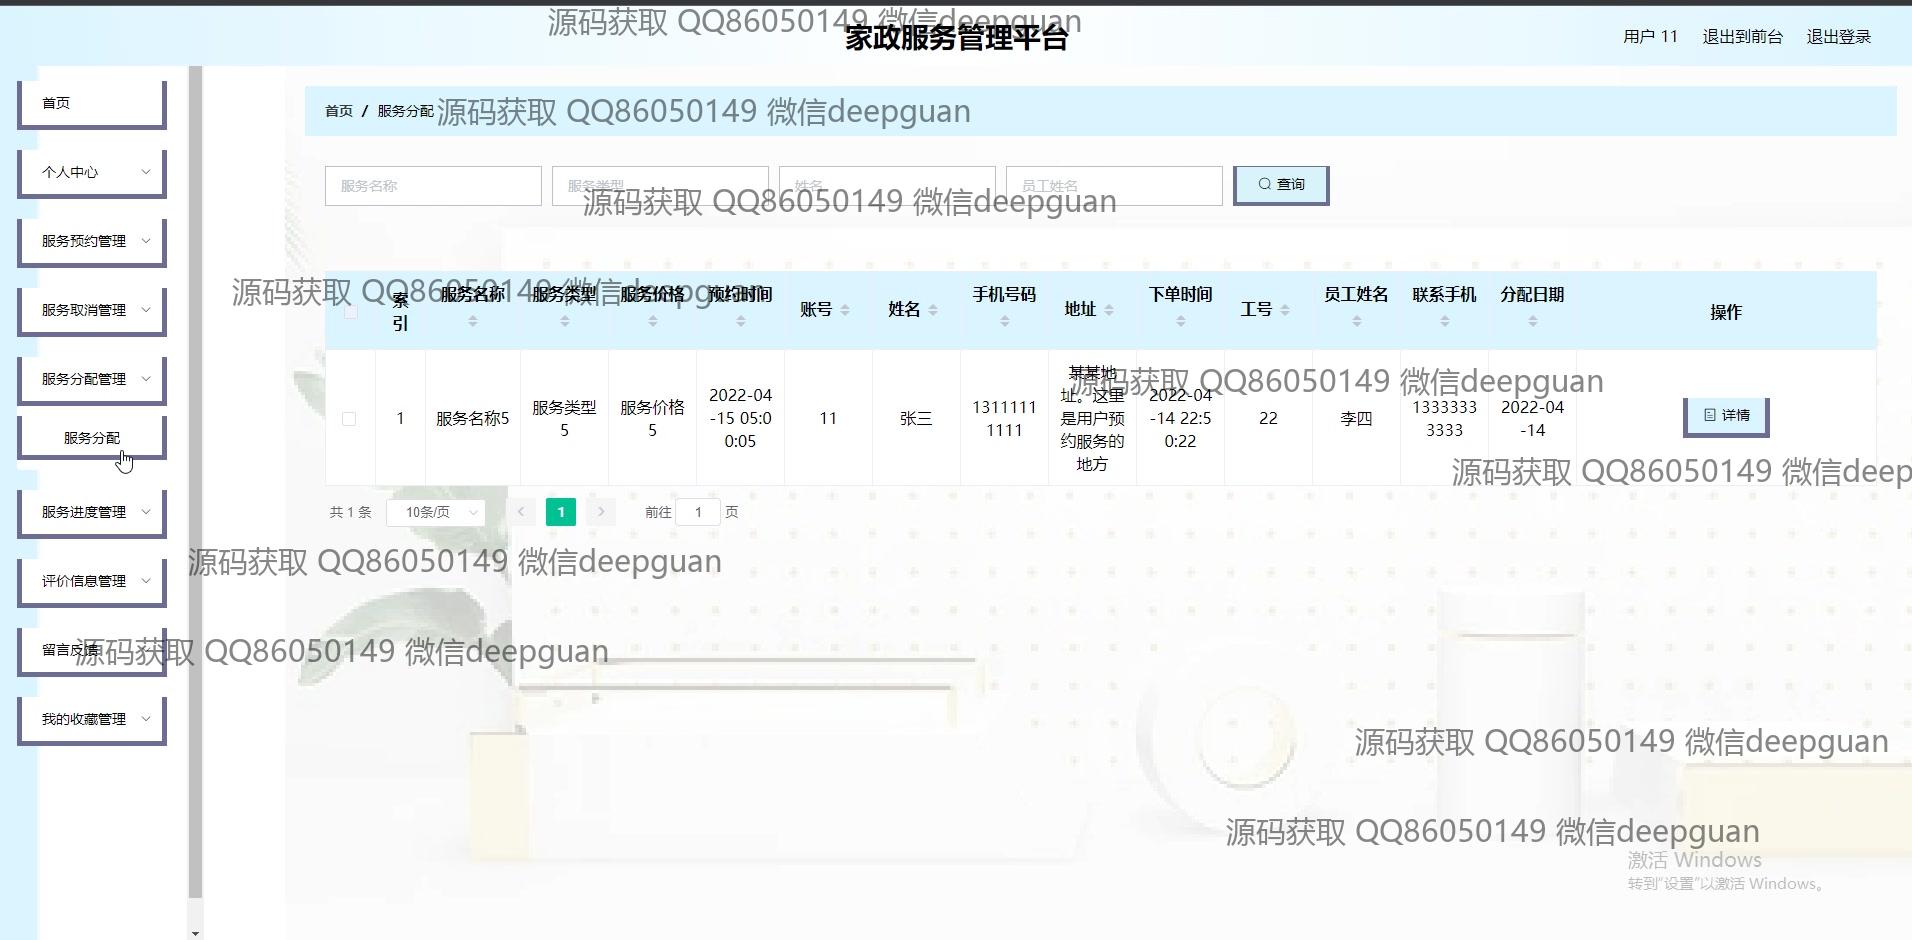 源码获取 QQ86050149 微信deepguan
家政服务管理平台
用户 11 退出到前台 退出登录
首页
个人中心
服务预约管理
服务取消管理
服务分配管理
服务分配
服务进度管理
评价信息管理
留言反馈
我的收藏管理
首页 / 服务分配
源码获取 QQ86050149 微信deepguan
服务名称 服务类型 姓名 员工姓名 查询
源码获取 QQ86050149 微信deepguan
源码获取 QQ86050149 微信deepguan
索引 服务名称 服务类型 服务价格 预约时间 账号 姓名 手机号码 地址 下单时间 工号 员工姓名 联系手机 分配日期 操作
源码获取 QQ86050149 微信deepguan
1 服务名称5 服务类型5 服务价格5 2022-04-15 05:00:05 11 张三 13111111111 某某地址。这里是用户预约服务的地方 2022-04-14 22:50:22 22 李四 13333333333 2022-04-14 详情
源码获取 QQ86050149 微信deep
共 1 条 10条/页 1 前往 1 页
源码获取 QQ86050149 微信deepguan
源码获取 QQ86050149 微信deepguan
源码获取 QQ86050149 微信deepguan
源码获取 QQ86050149 微信deepguan
激活 Windows
转到"设置"以激活 Windows。